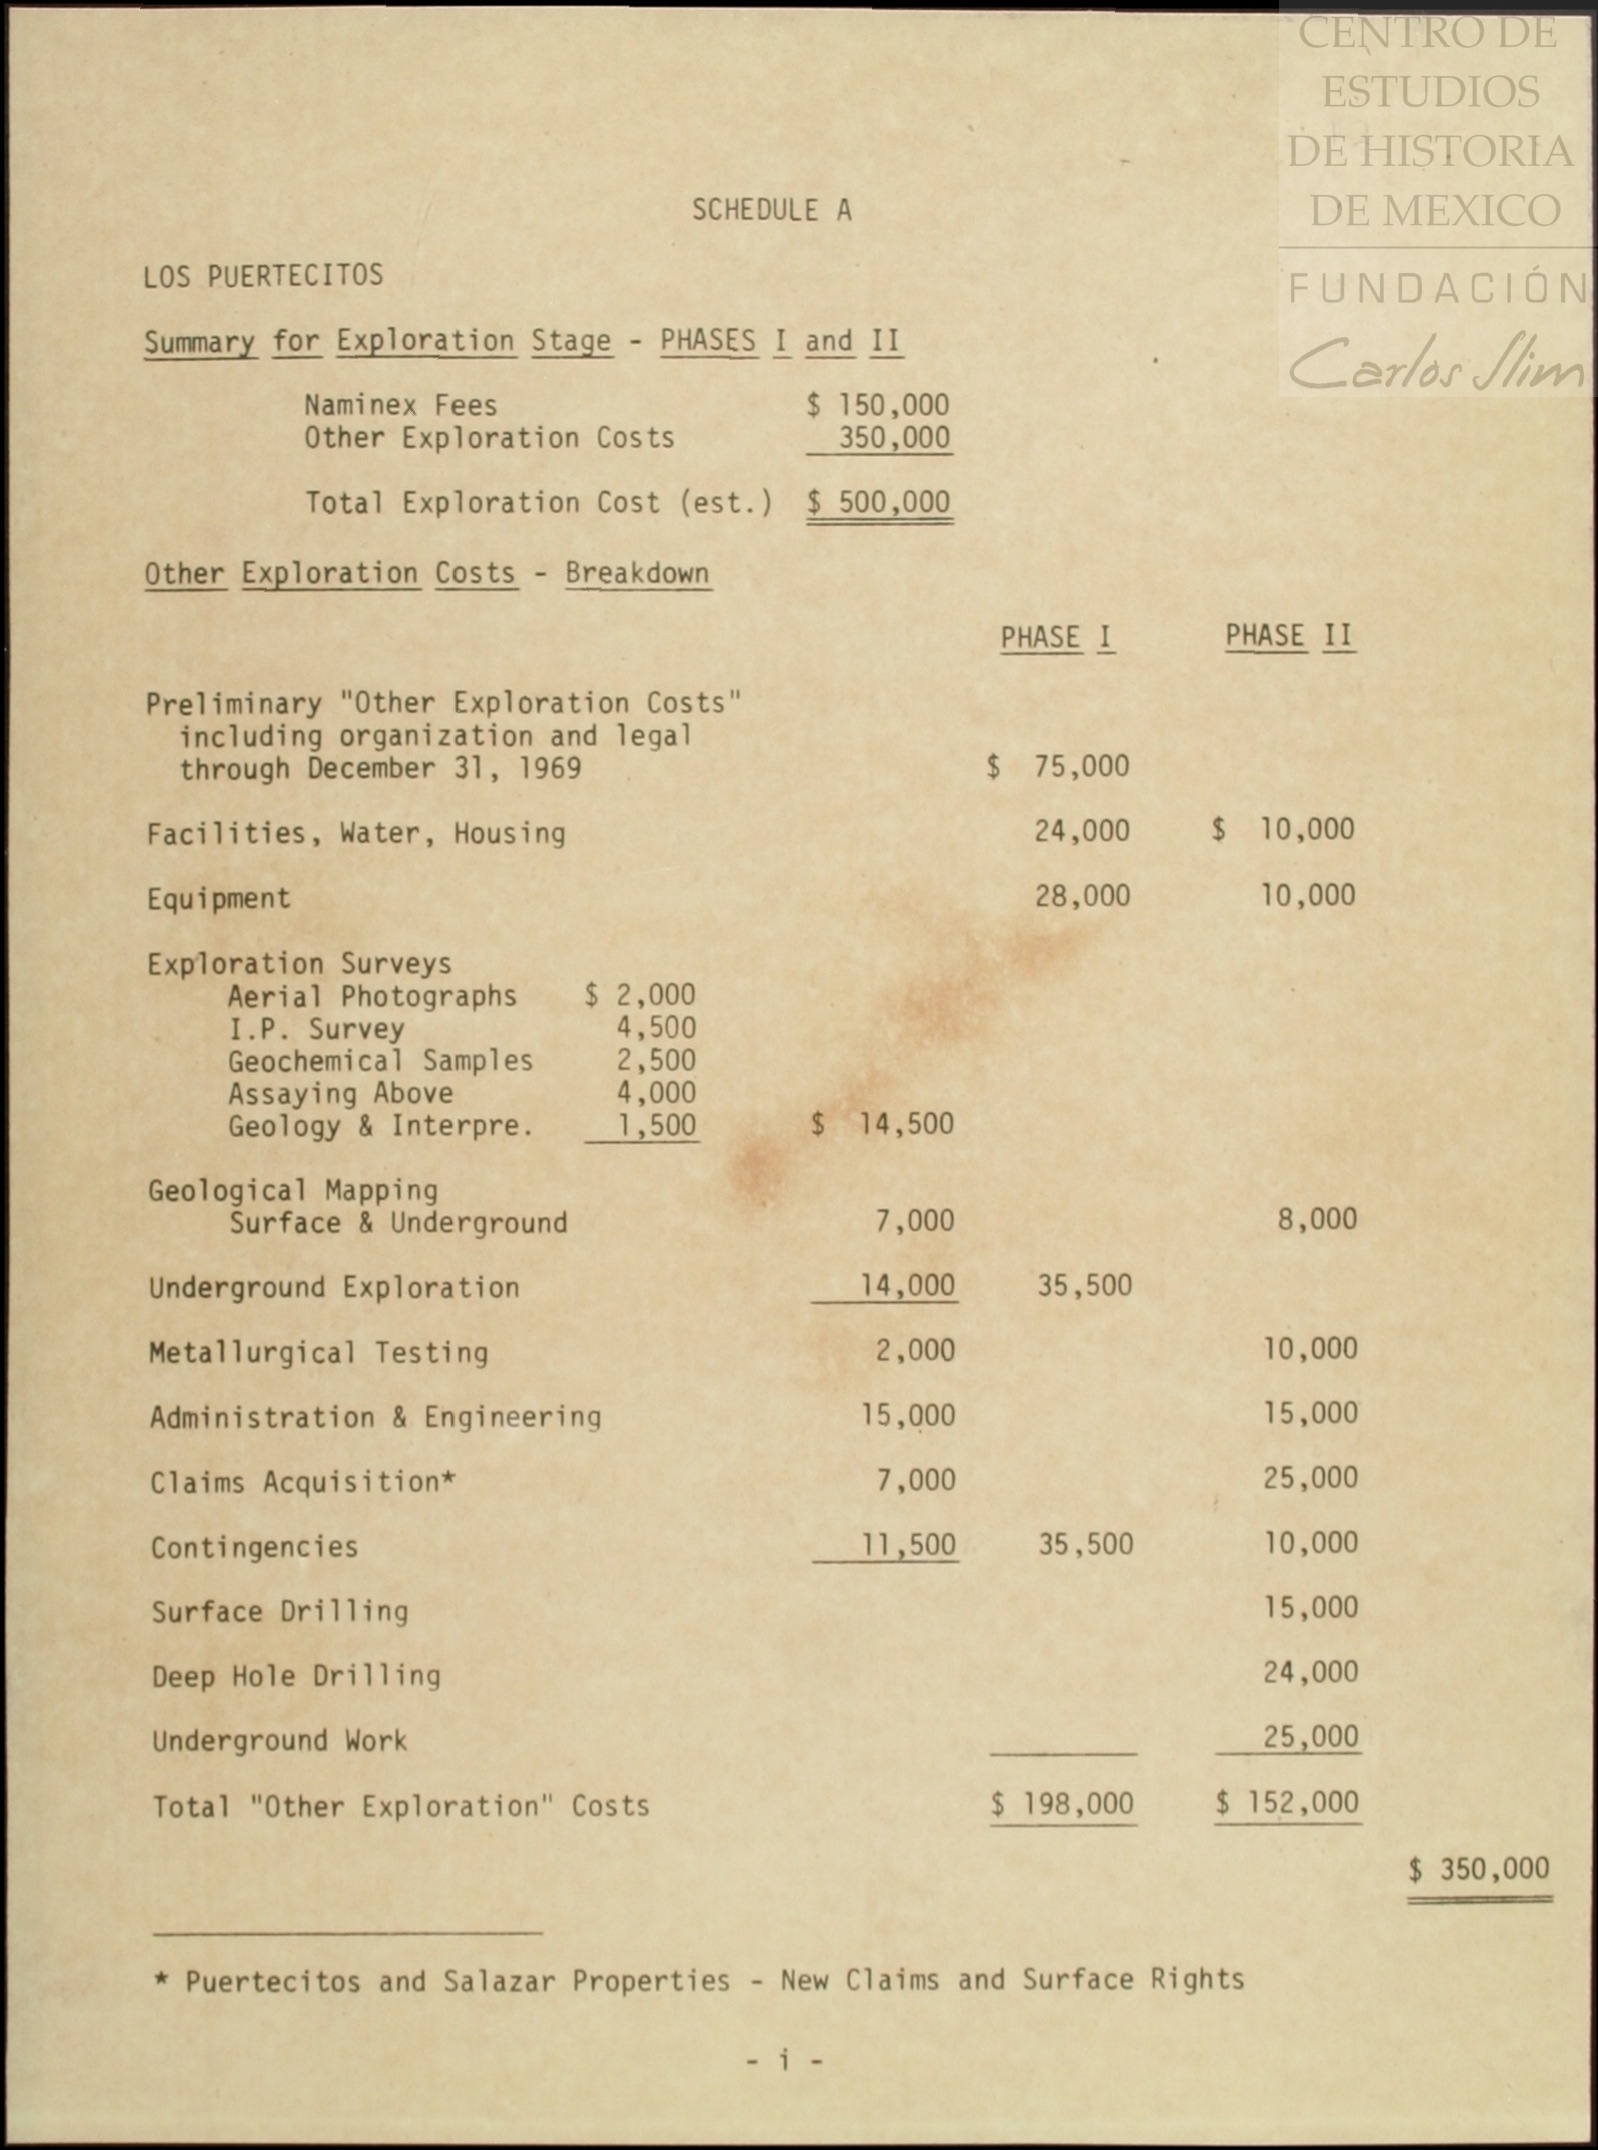 CENTRO DE
ESTUDIOS
DE HISTORIA
DE MEXICO
FUNDACIÓN
Carlos Slim
SCHEDULE A
LOS PUERTECITOS
Summary for Exploration Stage - PHASES I and II
Naminex Fees $ 150,000
Other Exploration Costs 350,000
Total Exploration Cost (est.) $ 500,000
Other Exploration Costs - Breakdown
PHASE I PHASE II
Preliminary "Other Exploration Costs"
including organization and legal
through December 31, 1969 $ 75,000
Facilities, Water, Housing 24,000 $ 10,000
Equipment 28,000 10,000
Exploration Surveys
Aerial Photographs $ 2,000
I.P. Survey 4,500
Geochemical Samples 2,500
Assaying Above 4,000
Geology & Interpre. 1,500 $ 14,500
Geological Mapping
Surface & Underground 7,000 8,000
Underground Exploration 14,000 35,500
Metallurgical Testing 2,000 10,000
Administration & Engineering 15,000 15,000
Claims Acquisition* 7,000 25,000
Contingencies 11,500 35,500 10,000
Surface Drilling 15,000
Deep Hole Drilling 24,000
Underground Work 25,000
Total "Other Exploration" Costs $ 198,000 $ 152,000
$ 350,000
* Puertecitos and Salazar Properties - New Claims and Surface Rights
- i -